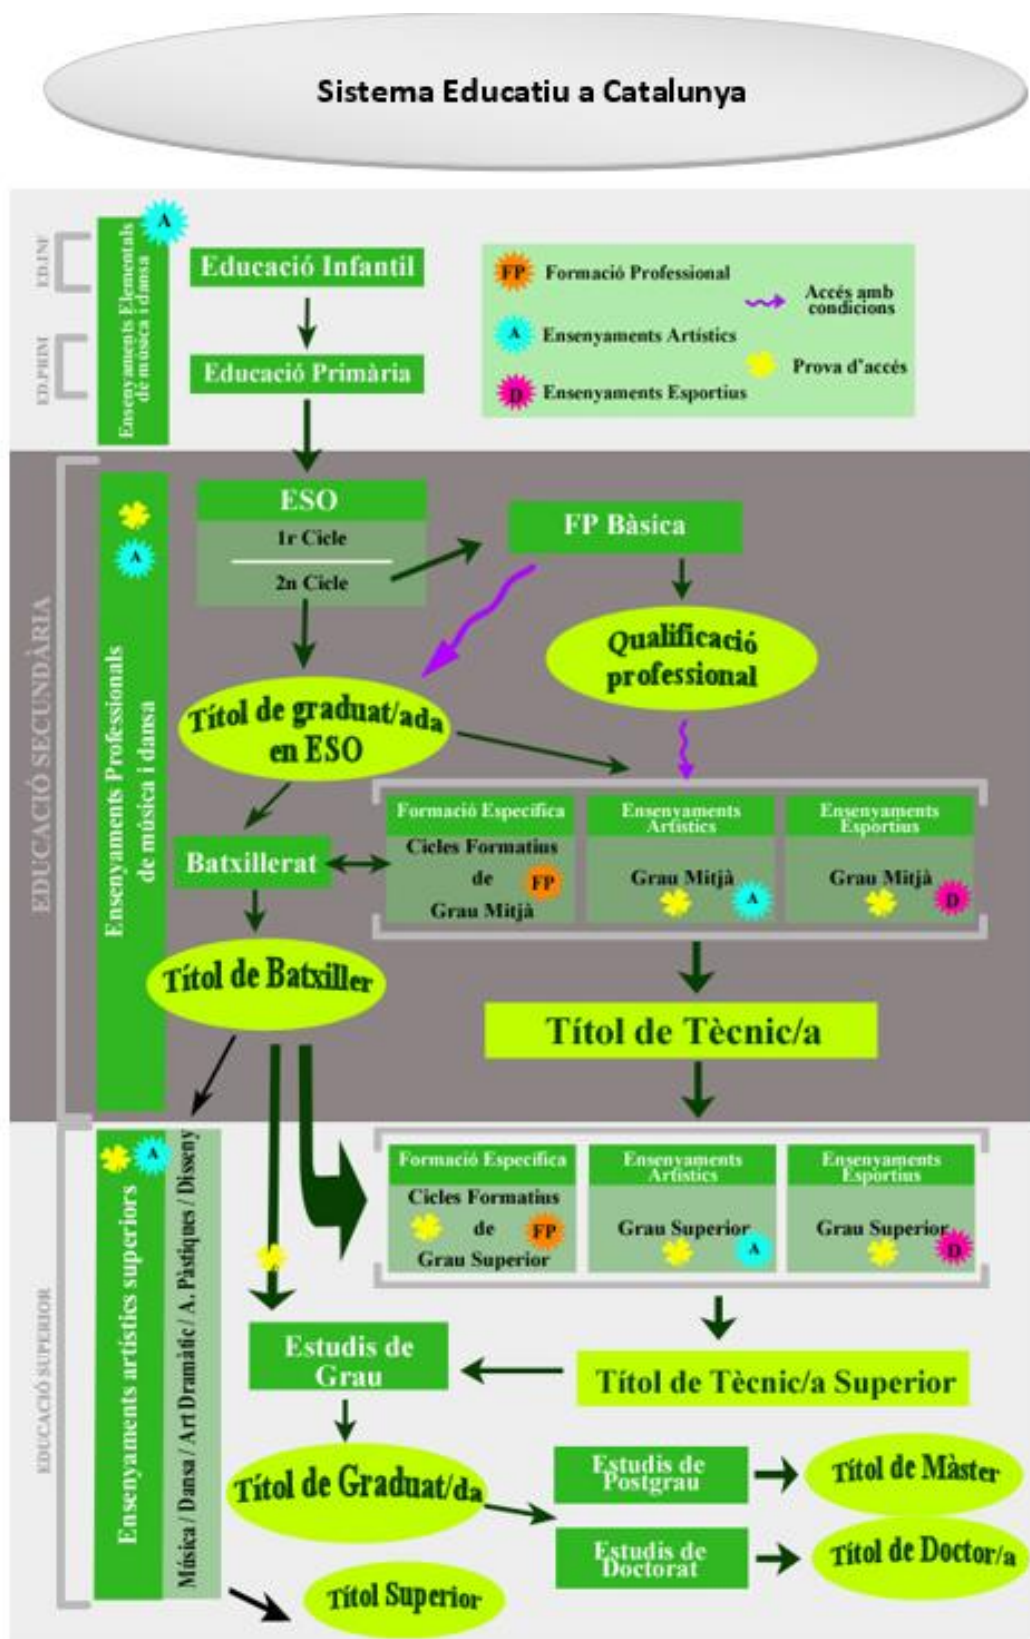 Sistema Educatiu a Catalunya
ED.INF
ED.PRIM
Ensenyaments Elementals
de música i dansa
A
Educació Infantil
Educació Primària
FP
Formació Professional
A
Ensenyaments Artístics
D
Ensenyaments Esportius
Accés amb
condicions
Prova d'accés
EDUCACIÓ SECUNDÀRIA
A
Ensenyaments Professionals
de música i dansa
ESO
1r Cicle
2n Cicle
FP Bàsica
Qualificació
professional
Títol de graduat/ada
en ESO
Batxillerat
Títol de Batxiller
Formació Específica
Cicles Formatius
de
FP
Grau Mitjà
Ensenyaments
Artístics
Grau Mitjà
A
Ensenyaments
Esportius
Grau Mitjà
D
Títol de Tècnic/a
EDUCACIÓ SUPERIOR
A
Ensenyaments artístics superiors
Música / Dansa / Art Dramàtic / A. Pàstiques / Disseny
Formació Específica
Cicles Formatius
de
FP
Grau Superior
Ensenyaments
Artístics
Grau Superior
A
Ensenyaments
Esportius
Grau Superior
D
Estudis de
Grau
Títol de Tècnic/a Superior
Títol de Graduat/da
Estudis de
Postgrau
Títol de Màster
Estudis de
Doctorat
Títol de Doctor/a
Títol Superior